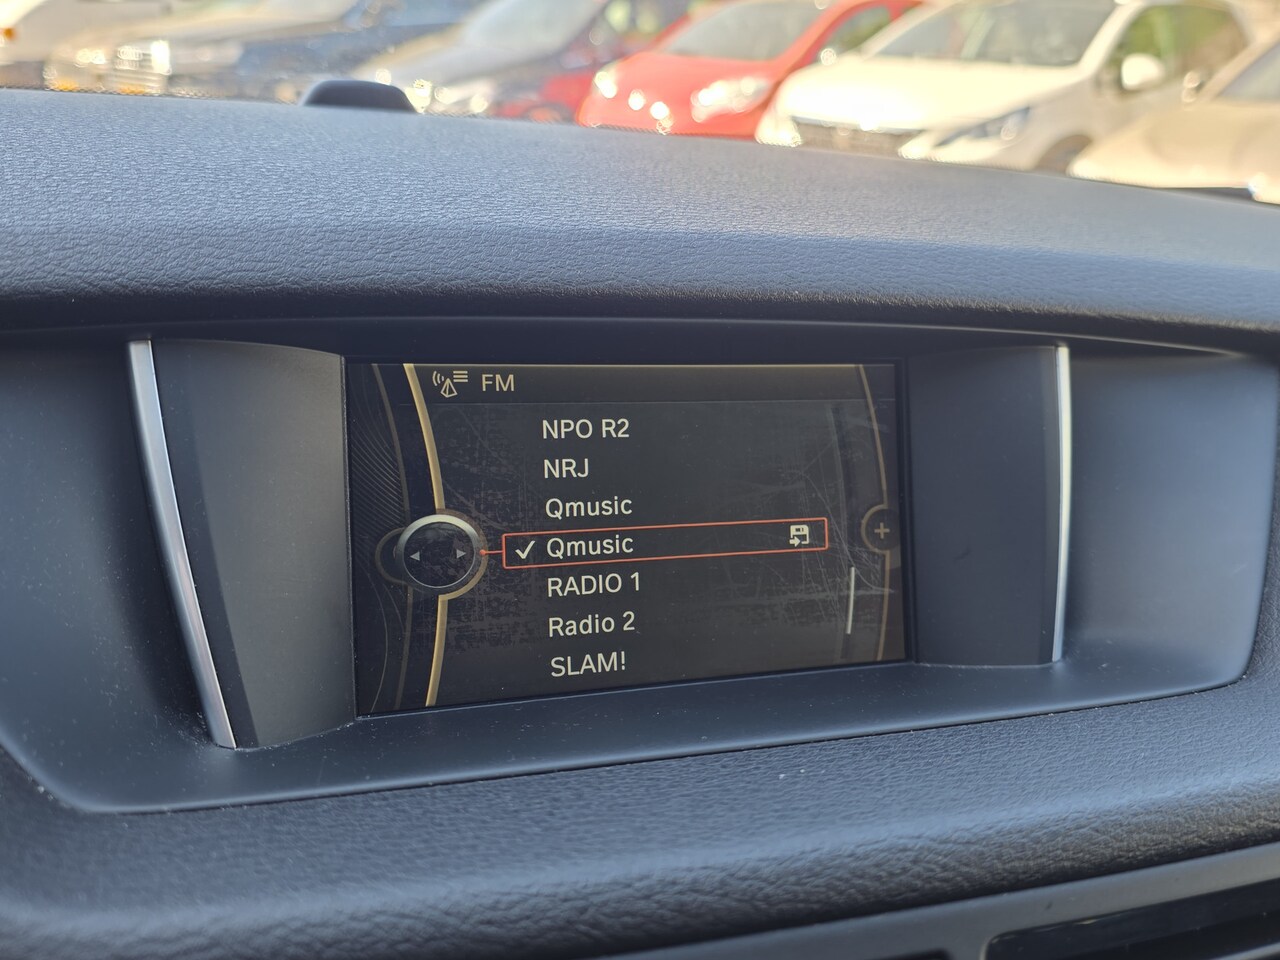 FM
NPO R2
NRJ
Qmusic
Qmusic
RADIO 1
Radio 2
SLAM!